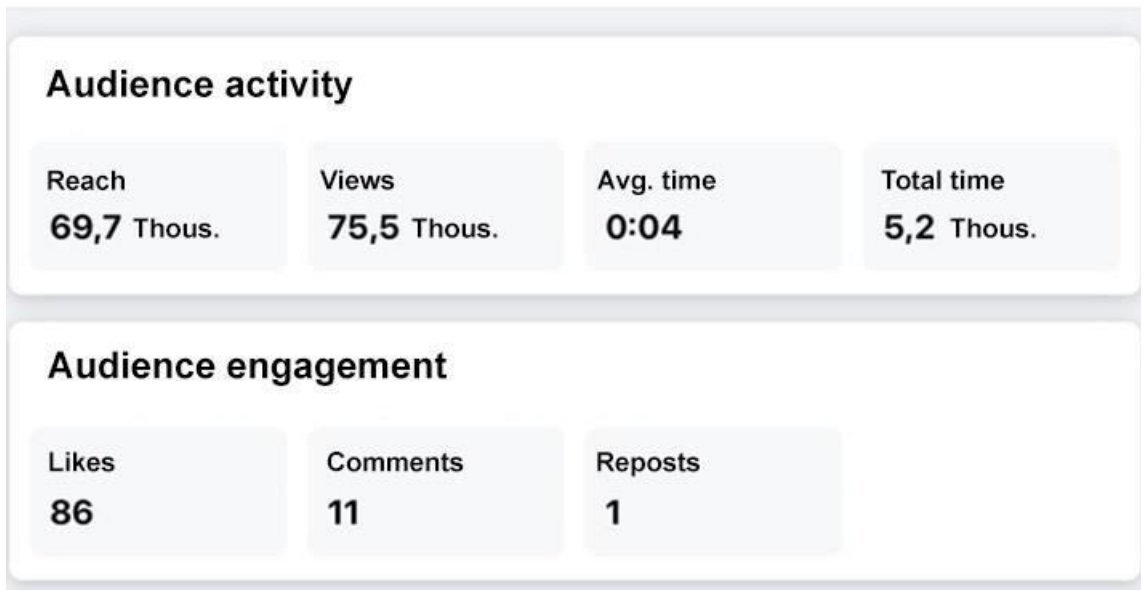 Audience activity
Reach Views Avg. time Total time
69,7 Thous. 75,5 Thous. 0:04 5,2 Thous.
Audience engagement
Likes Comments Reposts
86 11 1